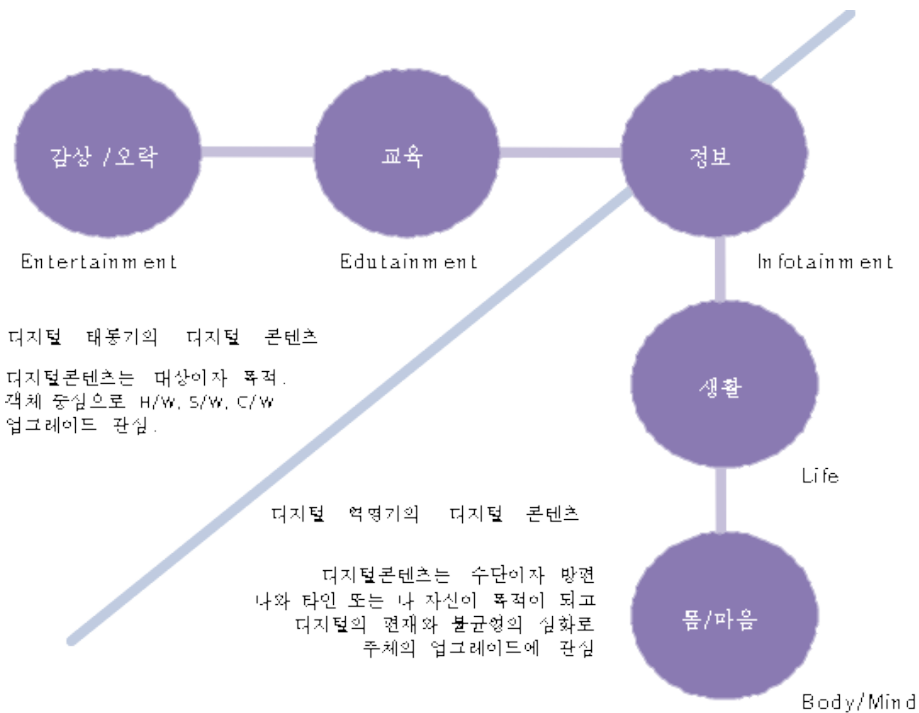 감상 /오락
교육
정보
Entertainment
Edutainment
Infotainment
디지털 태동기의 디지털 콘텐츠
디지털콘텐츠는 대상이자 목적.
객체 중심으로 H/W, S/W, C/W
업그레이드 관심.
생활
Life
디지털 혁명기의 디지털 콘텐츠
디지털콘텐츠는 수단이자 방편
나와 타인 또는 나 자신이 목적이 되고
디지털의 편재와 불균형의 심화로
주체의 업그레이드에 관심
몸/마음
Body/Mind